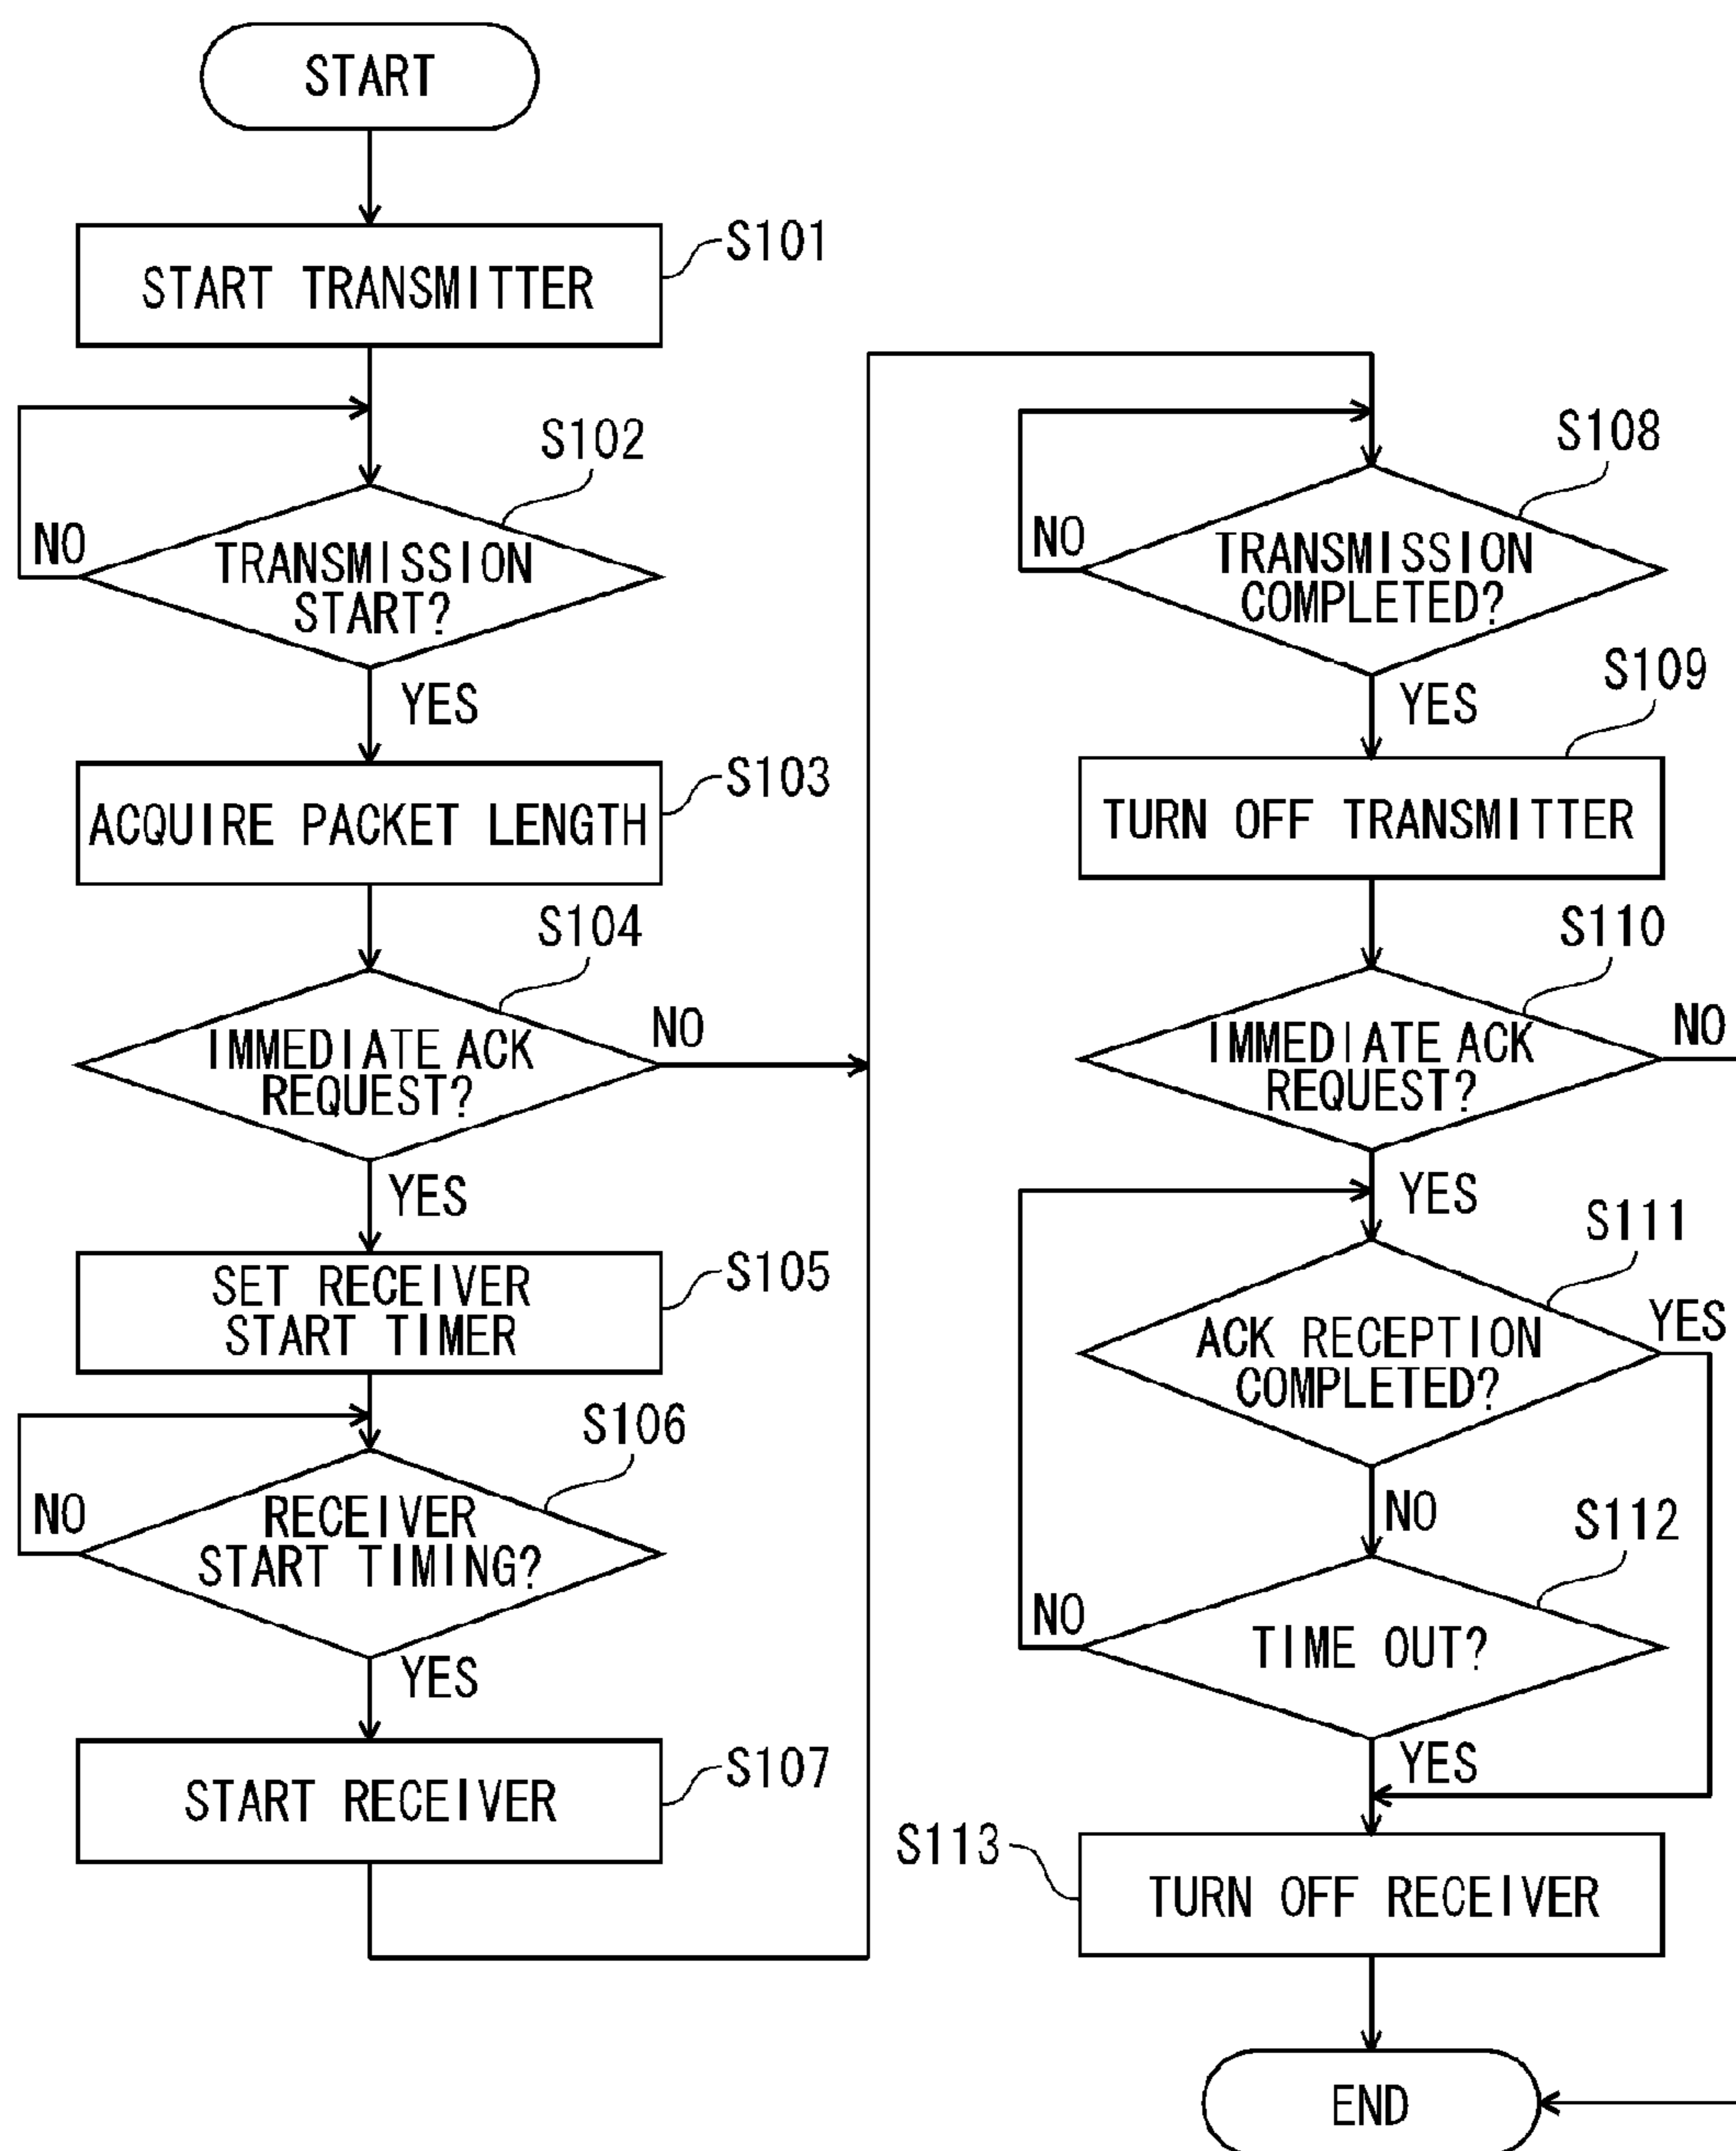 START
START TRANSMITTER
S101
S102
NO
TRANSMISSION
START?
YES
ACQUIRE PACKET LENGTH
S103
S104
IMMEDIATE ACK
REQUEST?
NO
YES
SET RECEIVER
START TIMER
S105
S106
NO
RECEIVER
START TIMING?
YES
START RECEIVER
S107
S108
NO
TRANSMISSION
COMPLETED?
YES
S109
TURN OFF TRANSMITTER
S110
IMMEDIATE ACK
REQUEST?
NO
YES
S111
ACK RECEPTION
COMPLETED?
YES
NO
S112
NO
TIME OUT?
YES
S113
TURN OFF RECEIVER
END